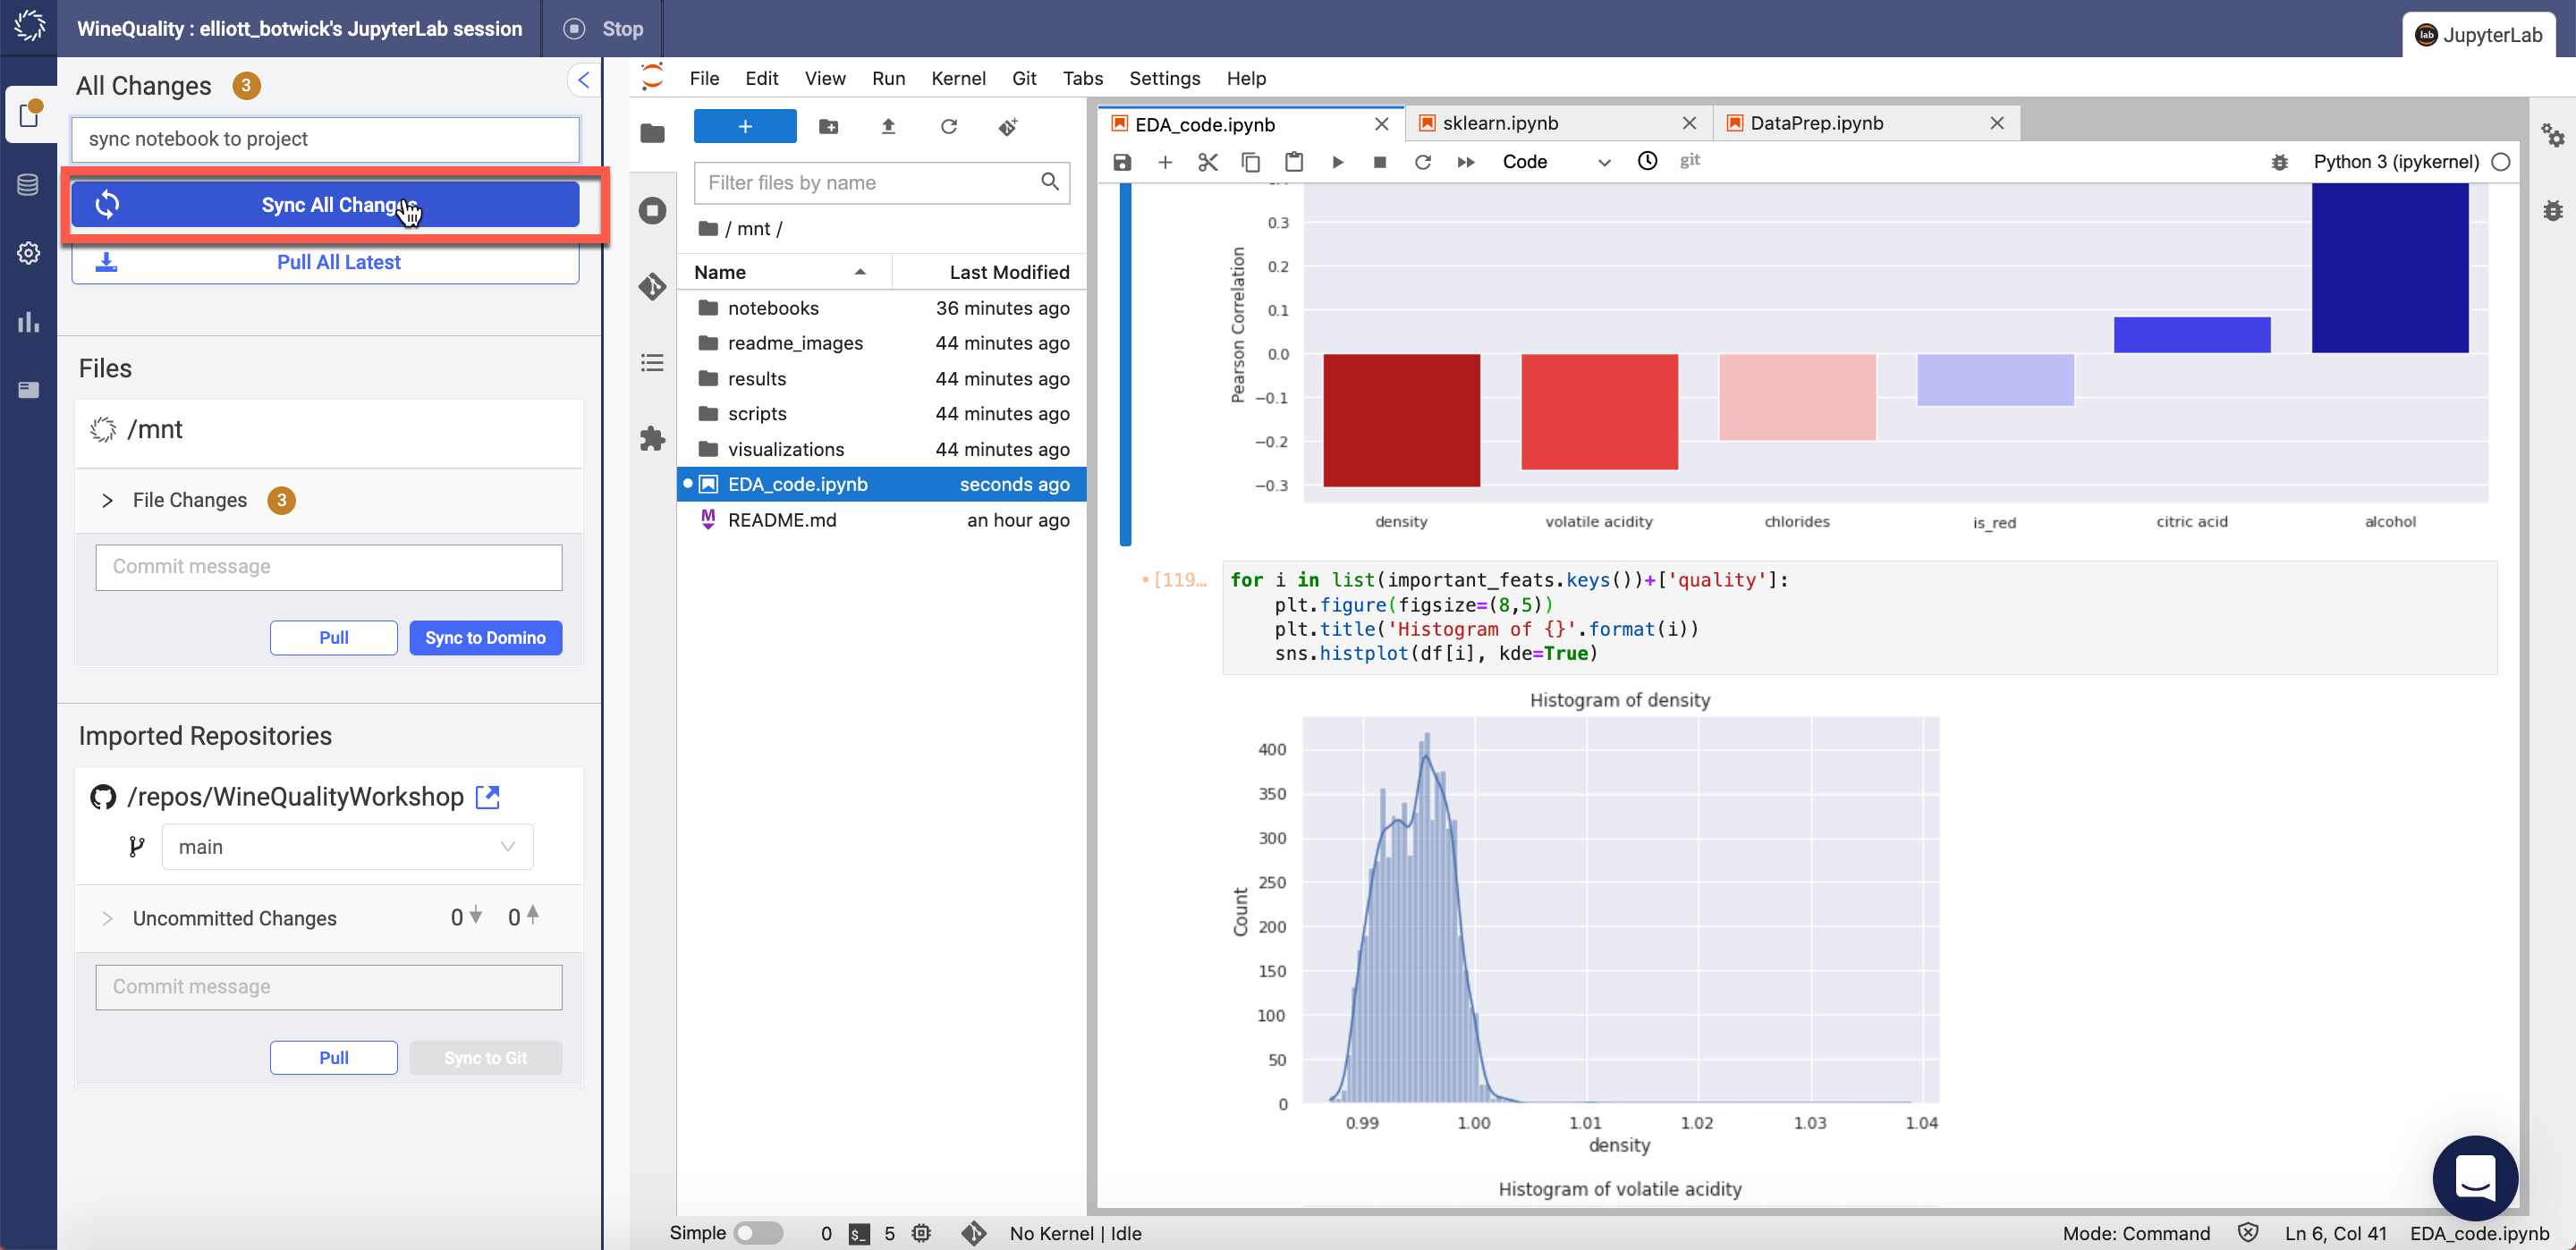 WineQuality : elliott_botwick's JupyterLab session
Stop
lab JupyterLab
All Changes 3
sync notebook to project
Sync All Changes
Pull All Latest
Files
/mnt
File Changes 3
Commit message
Pull
Sync to Domino
Imported Repositories
/repos/WineQualityWorkshop
main
Uncommitted Changes 0 0
Commit message
Pull
Sync to Git
File Edit View Run Kernel Git Tabs Settings Help
+
Filter files by name
/ mnt /
Name Last Modified
notebooks 36 minutes ago
readme_images 44 minutes ago
results 44 minutes ago
scripts 44 minutes ago
visualizations 44 minutes ago
EDA_code.ipynb seconds ago
M README.md an hour ago
EDA_code.ipynb
sklearn.ipynb
DataPrep.ipynb
Code git Python 3 (ipykernel)
Pearson Correlation
0.3
0.2
0.1
0.0
−0.1
−0.2
−0.3
density volatile acidity chlorides is_red citric acid alcohol
[119…
for i in list(important_feats.keys())+['quality']:
plt.figure(figsize=(8,5))
plt.title('Histogram of {}'.format(i))
sns.histplot(df[i], kde=True)
Histogram of density
Count
400
350
300
250
200
150
100
50
0
0.99 1.00 1.01 1.02 1.03 1.04
density
Histogram of volatile acidity
Simple 0 $_ 5 No Kernel | Idle Mode: Command Ln 6, Col 41 EDA_code.ipynb